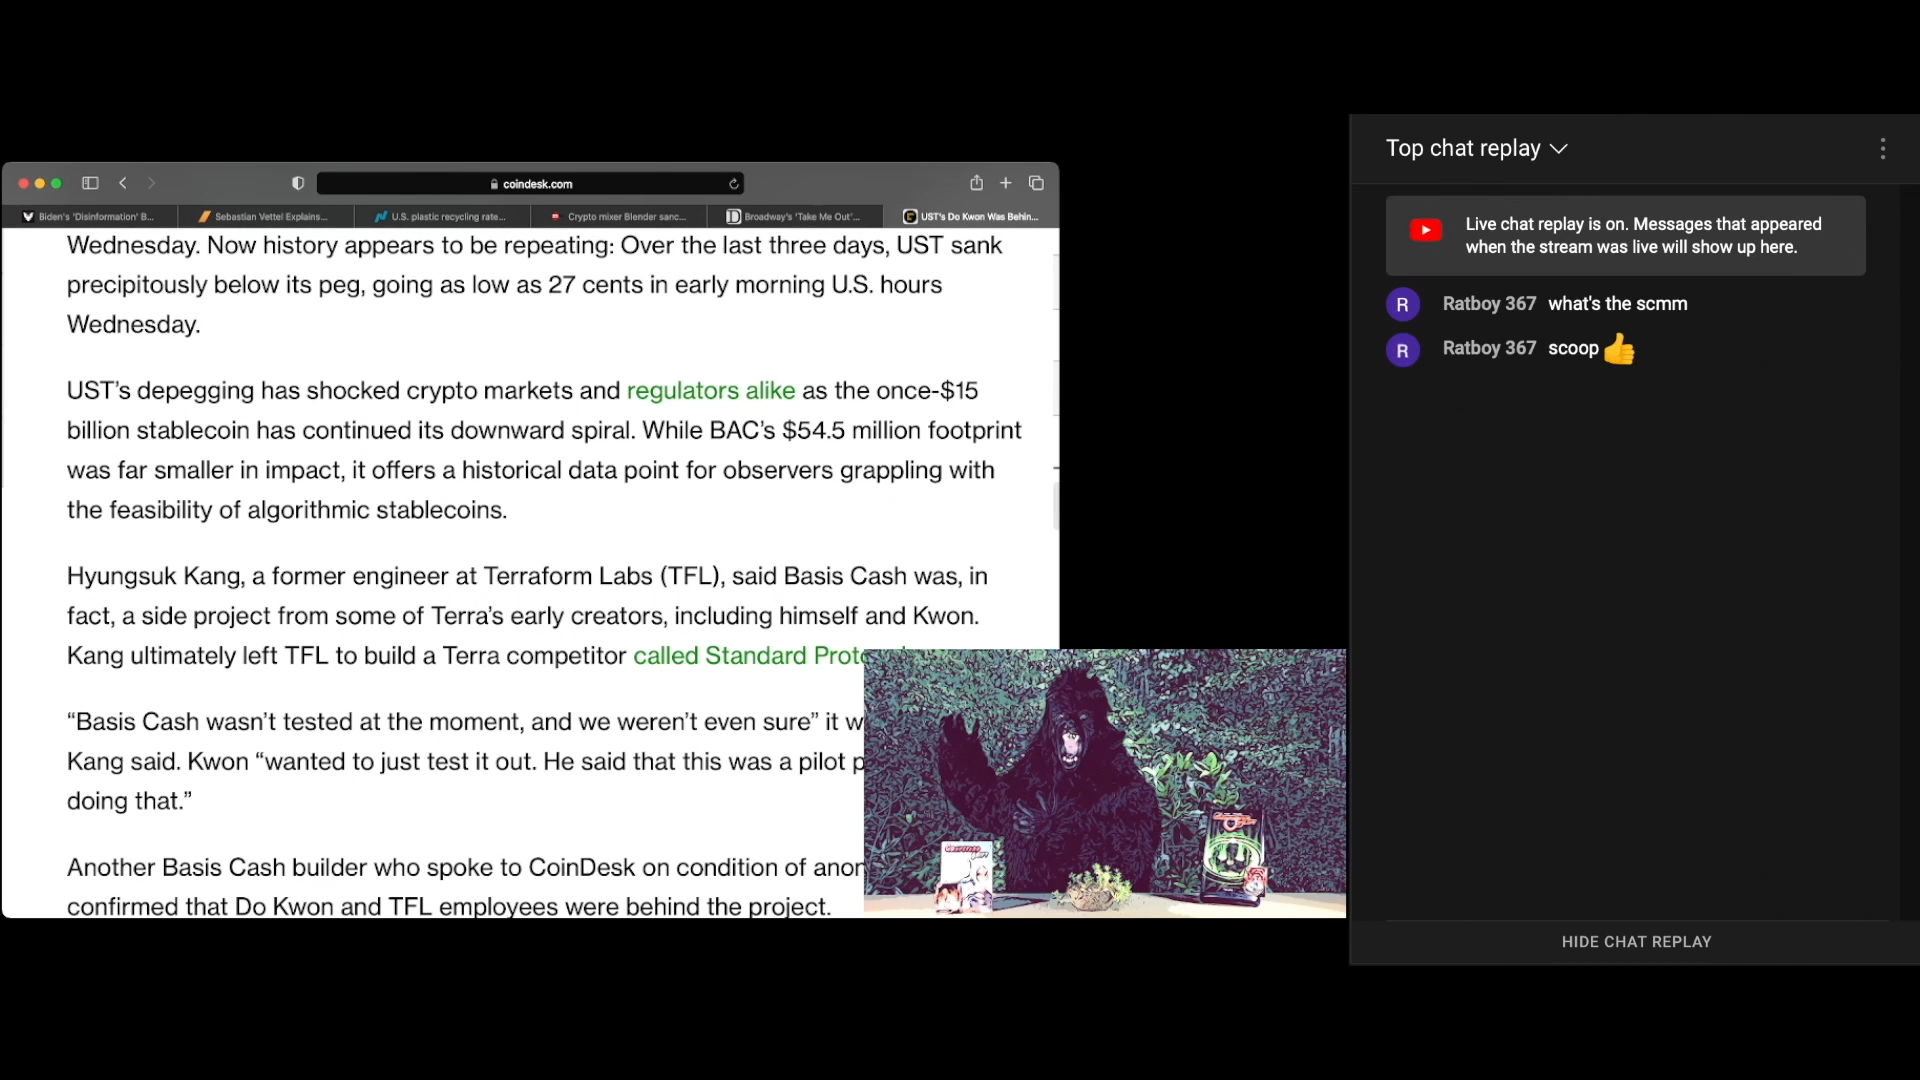 coindesk.com
Biden's 'Disinformation' B...
Sebastian Vettel Explains...
U.S. plastic recycling rate...
Crypto mixer Blender sanc...
Broadway's 'Take Me Out'...
UST's Do Kwon Was Behin...
Wednesday. Now history appears to be repeating: Over the last three days, UST sank
precipitously below its peg, going as low as 27 cents in early morning U.S. hours
Wednesday.
UST’s depegging has shocked crypto markets and regulators alike as the once-$15
billion stablecoin has continued its downward spiral. While BAC’s $54.5 million footprint
was far smaller in impact, it offers a historical data point for observers grappling with
the feasibility of algorithmic stablecoins.
Hyungsuk Kang, a former engineer at Terraform Labs (TFL), said Basis Cash was, in
fact, a side project from some of Terra’s early creators, including himself and Kwon.
Kang ultimately left TFL to build a Terra competitor called Standard
“Basis Cash wasn’t tested at the moment, and we weren’t even sure” it
Kang said. Kwon “wanted to just test it out. He said that this was a pilot
doing that.”
Another Basis Cash builder who spoke to CoinDesk on condition of
confirmed that Do Kwon and TFL employees were behind the project.
Top chat replay
Live chat replay is on. Messages that appeared
when the stream was live will show up here.
R Ratboy 367 what's the scmm
R Ratboy 367 scoop 👍
HIDE CHAT REPLAY